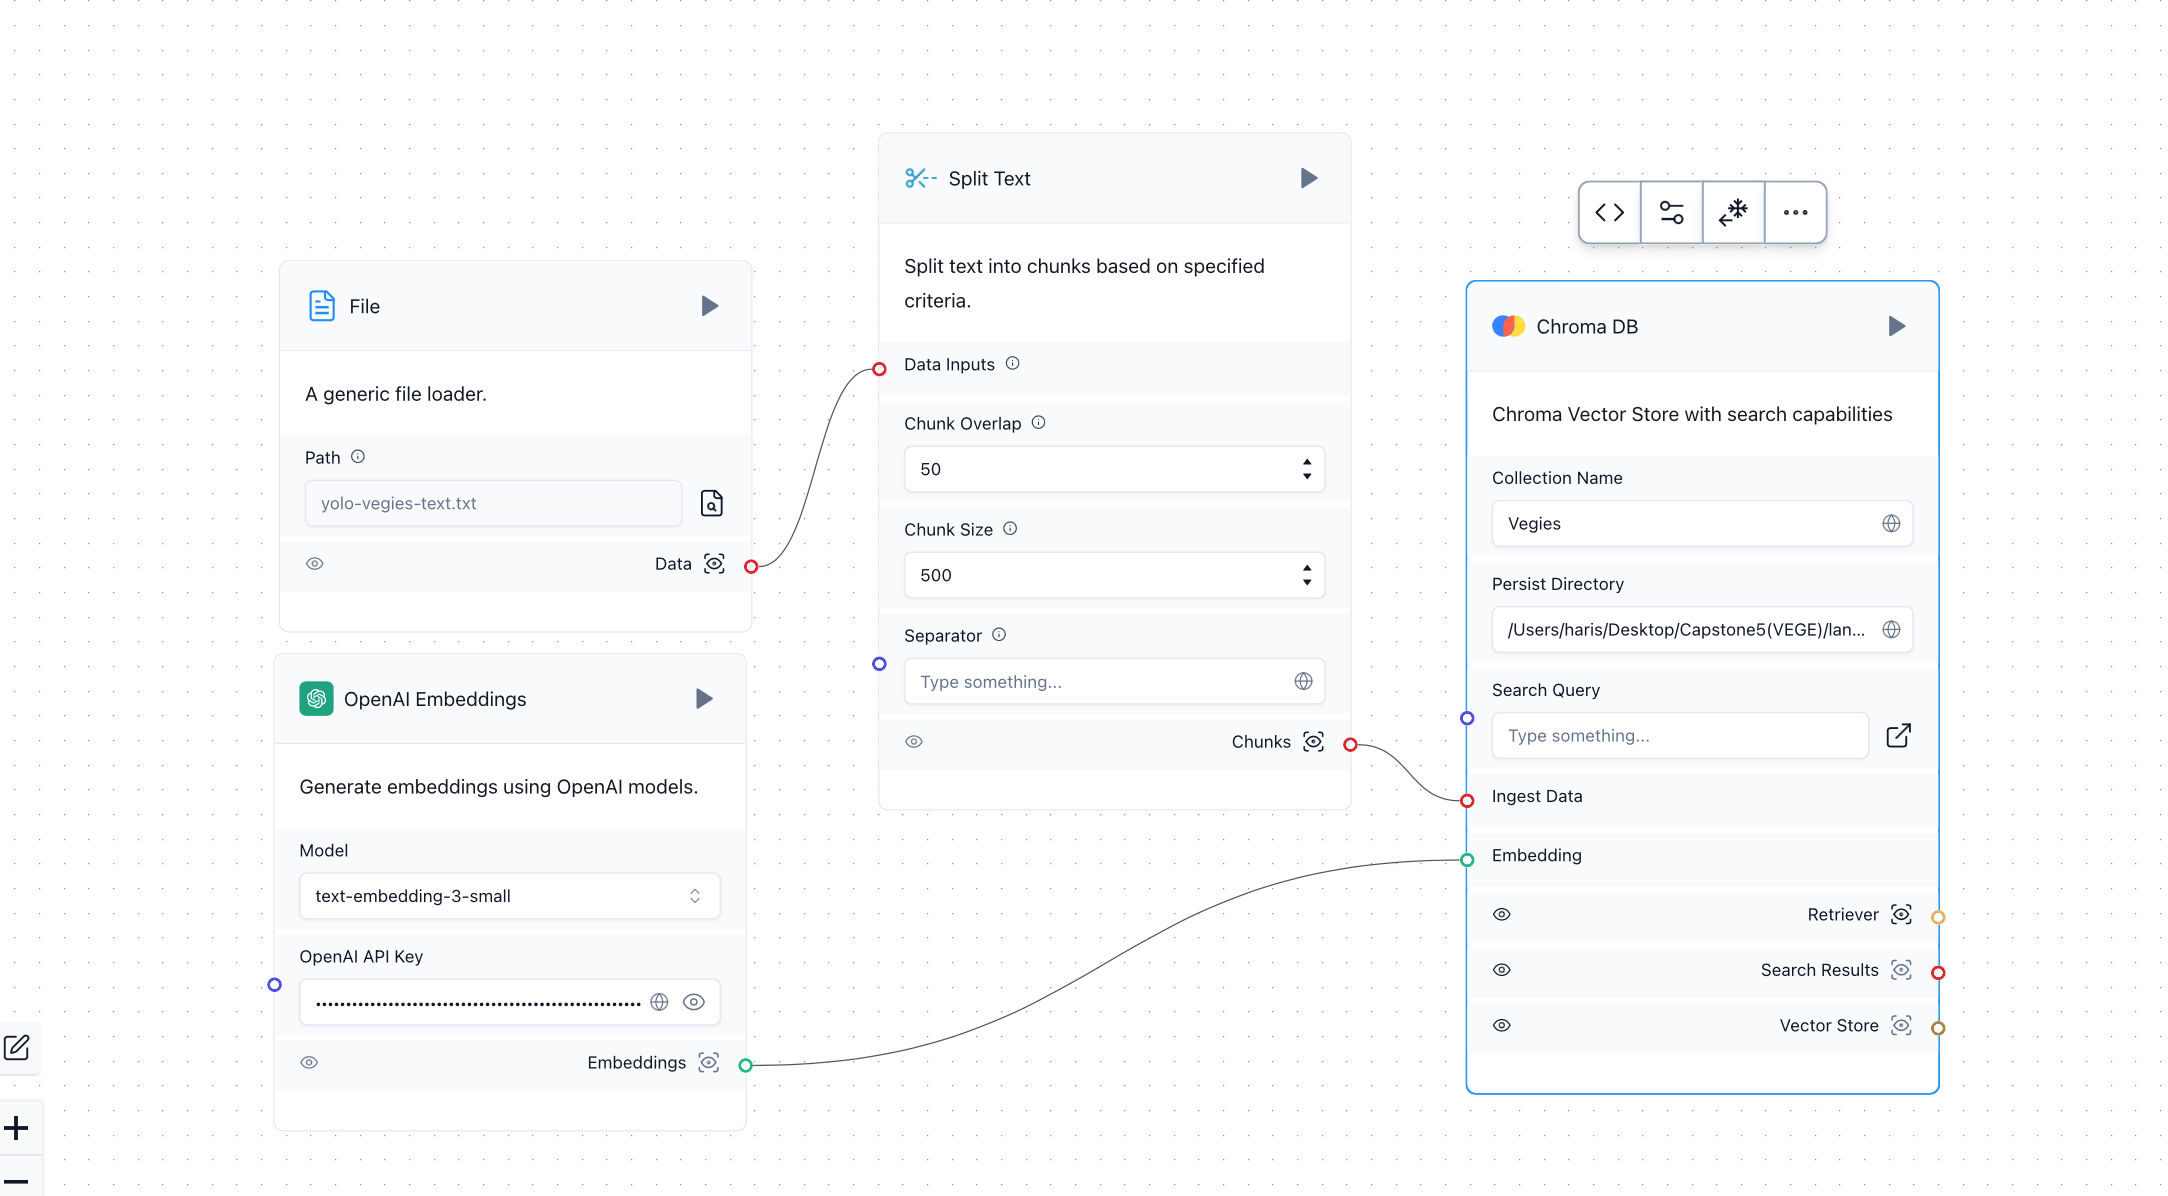 File
A generic file loader.
Path
yolo-vegies-text.txt
Data
OpenAI Embeddings
Generate embeddings using OpenAI models.
Model
text-embedding-3-small
OpenAI API Key
Embeddings
Split Text
Split text into chunks based on specified
criteria.
Data Inputs
Chunk Overlap
50
Chunk Size
500
Separator
Type something...
Chunks
Chroma DB
Chroma Vector Store with search capabilities
Collection Name
Vegies
Persist Directory
/Users/haris/Desktop/Capstone5(VEGE)/lan...
Search Query
Type something...
Ingest Data
Embedding
Retriever
Search Results
Vector Store